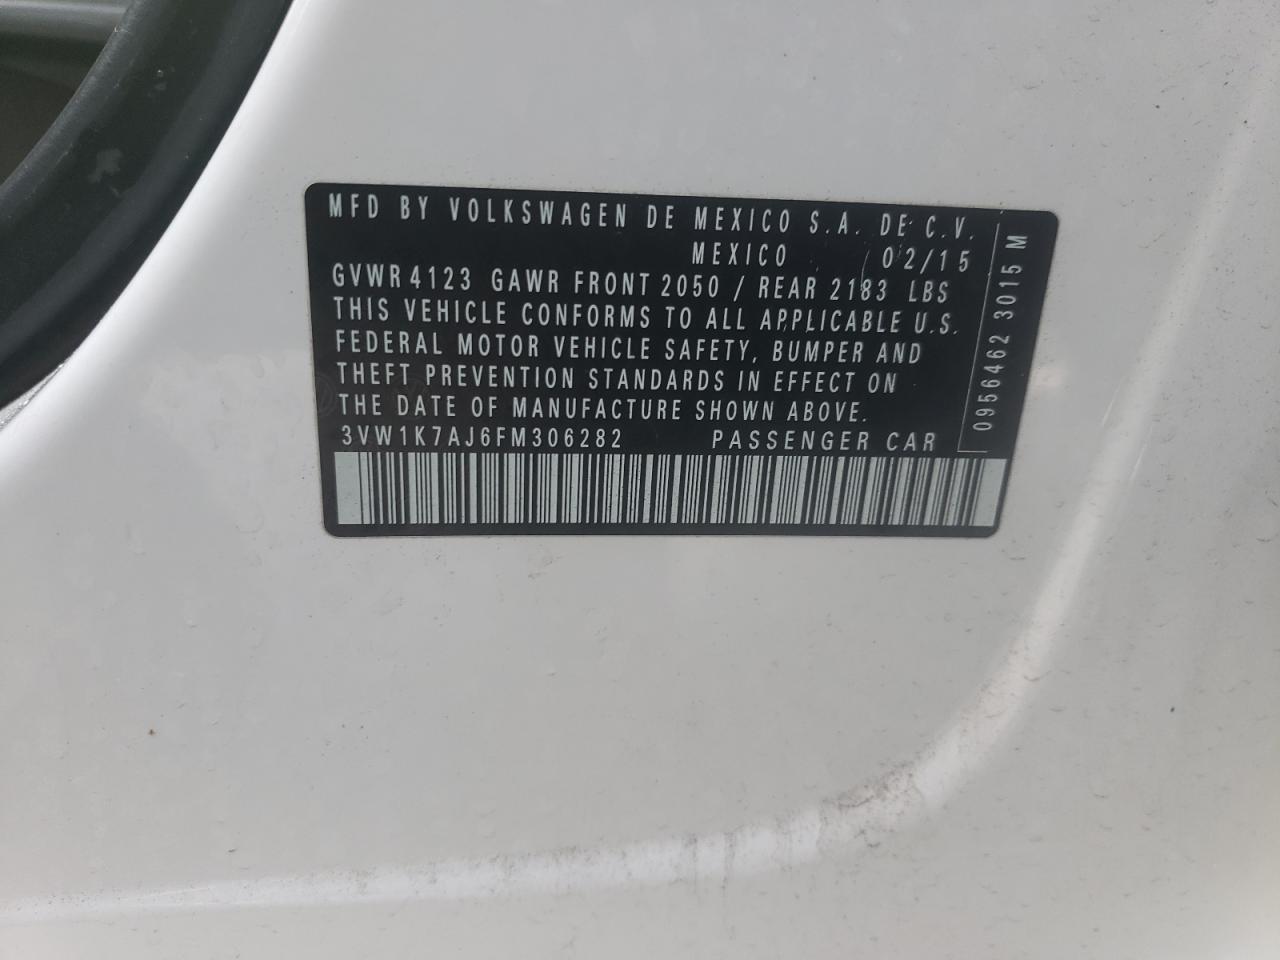 MFD BY VOLKSWAGEN DE MEXICO S.A. DE C.V.
MEXICO 02/15
GVWR 4123 GAWR FRONT 2050 / REAR 2183 LBS
THIS VEHICLE CONFORMS TO ALL APPLICABLE U.S.
FEDERAL MOTOR VEHICLE SAFETY, BUMPER AND
THEFT PREVENTION STANDARDS IN EFFECT ON
THE DATE OF MANUFACTURE SHOWN ABOVE.
3VW1K7AJ6FM306282 PASSENGER CAR
0956462 3015 M